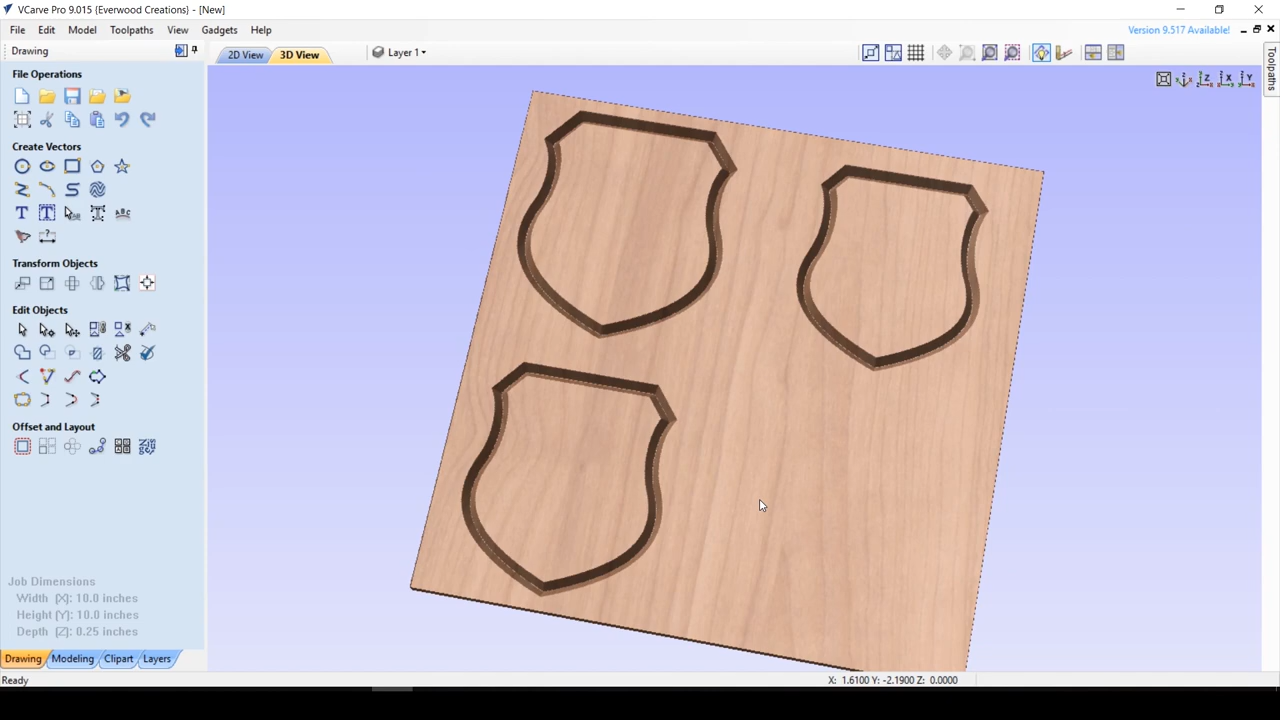 VCarve Pro 9.015 {Everwood Creations} - [New]
File Edit Model Toolpaths View Gadgets Help
Version 9.517 Available!
Drawing
2D View 3D View Layer 1
Toolpaths
Z X Y
File Operations
Create Vectors
Transform Objects
Edit Objects
Offset and Layout
Job Dimensions
Width (X): 10.0 inches
Height (Y): 10.0 inches
Depth (Z): 0.25 inches
Drawing Modeling Clipart Layers
Ready
X: 1.6100 Y: -2.1900 Z: 0.0000